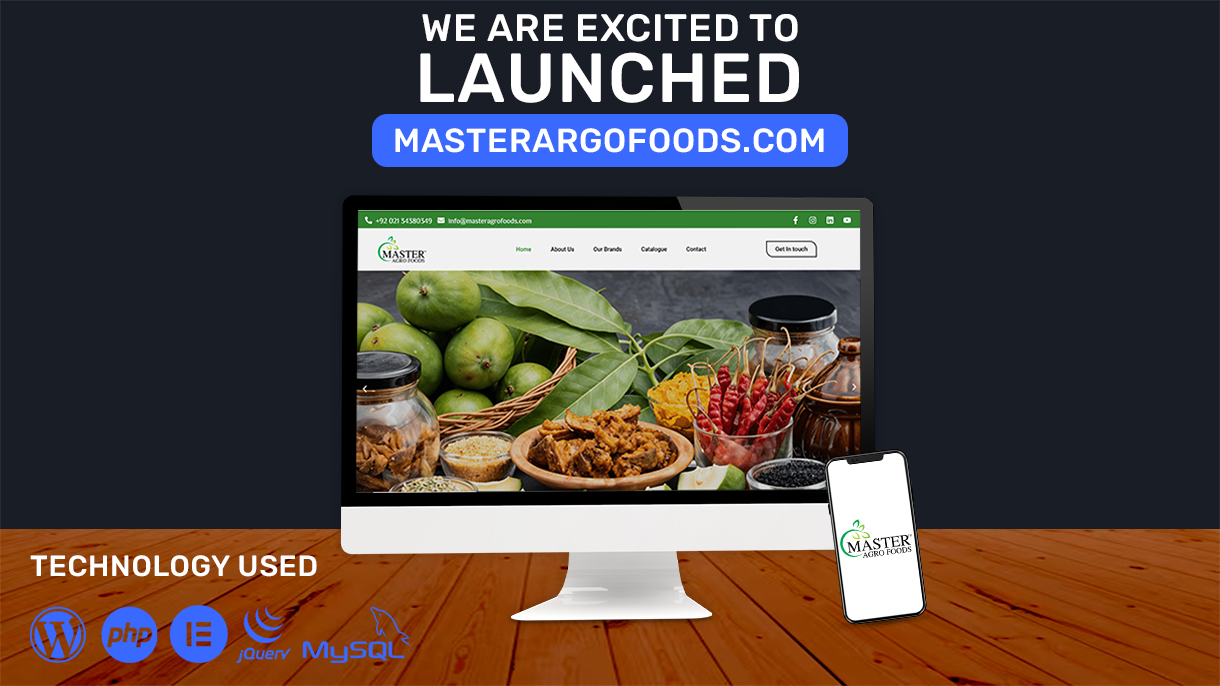 WE ARE EXCITED TO
LAUNCHED
MASTERARGOFOODS.COM
+92 021 34380349 info@masteragrofoods.com
MASTER
AGRO FOODS
Home About Us Our Brands Catalogue Contact Get In touch
MASTER
AGRO FOODS
TECHNOLOGY USED
php jQuery MySQL